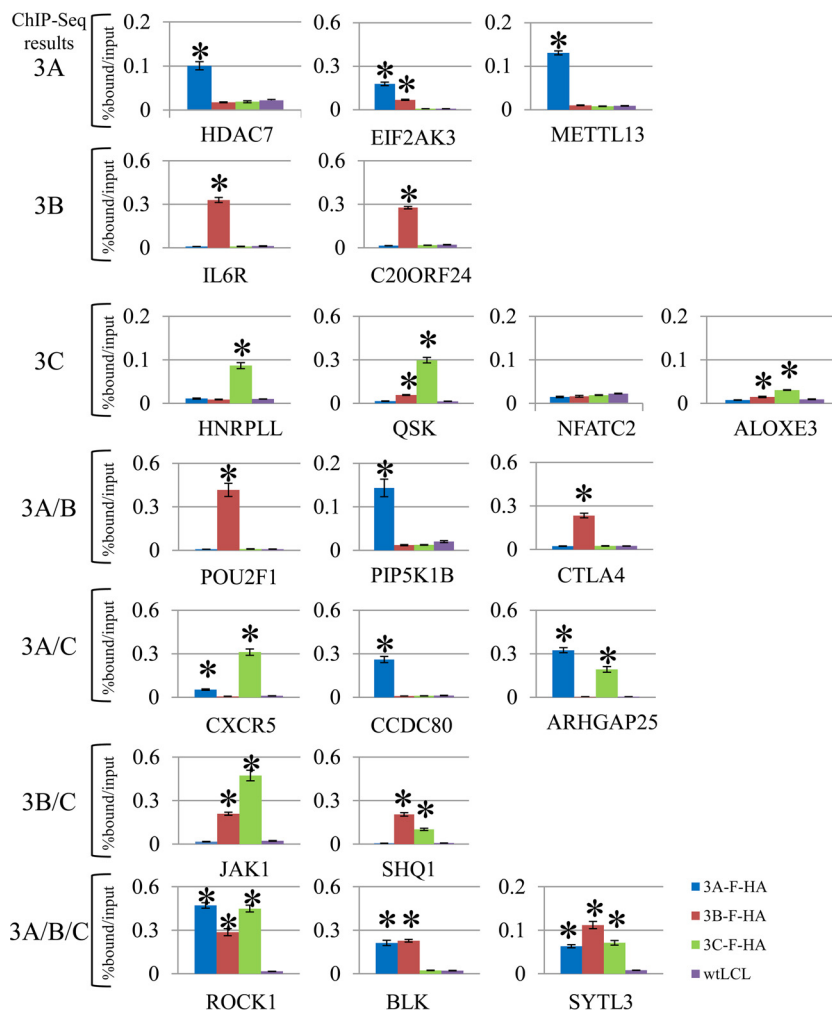 ChIP-Seq
results
3A
%bound/input
0.2
0.1
0
*
HDAC7
0.6
0.3
0
* *
EIF2AK3
0.2
0.1
0
*
METTL13
3B
%bound/input
0.6
0.3
0
*
IL6R
0.6
0.3
0
*
C20ORF24
3C
%bound/input
0.2
0.1
0
*
HNRPLL
0.6
0.3
0
* *
QSK
0.2
0.1
0
NFATC2
0.2
0.1
0
* *
ALOXE3
3A/B
%bound/input
0.6
0.3
0
*
POU2F1
0.2
0.1
0
*
PIP5K1B
0.6
0.3
0
*
CTLA4
3A/C
%bound/input
0.6
0.3
0
* *
CXCR5
0.6
0.3
0
*
CCDC80
0.6
0.3
0
* *
ARHGAP25
3B/C
%bound/input
0.6
0.3
0
* *
JAK1
0.6
0.3
0
* *
SHQ1
3A/B/C
%bound/input
0.6
0.3
0
* * *
ROCK1
0.6
0.3
0
* *
BLK
0.2
0.1
0
* * *
SYTL3
3A-F-HA
3B-F-HA
3C-F-HA
wtLCL